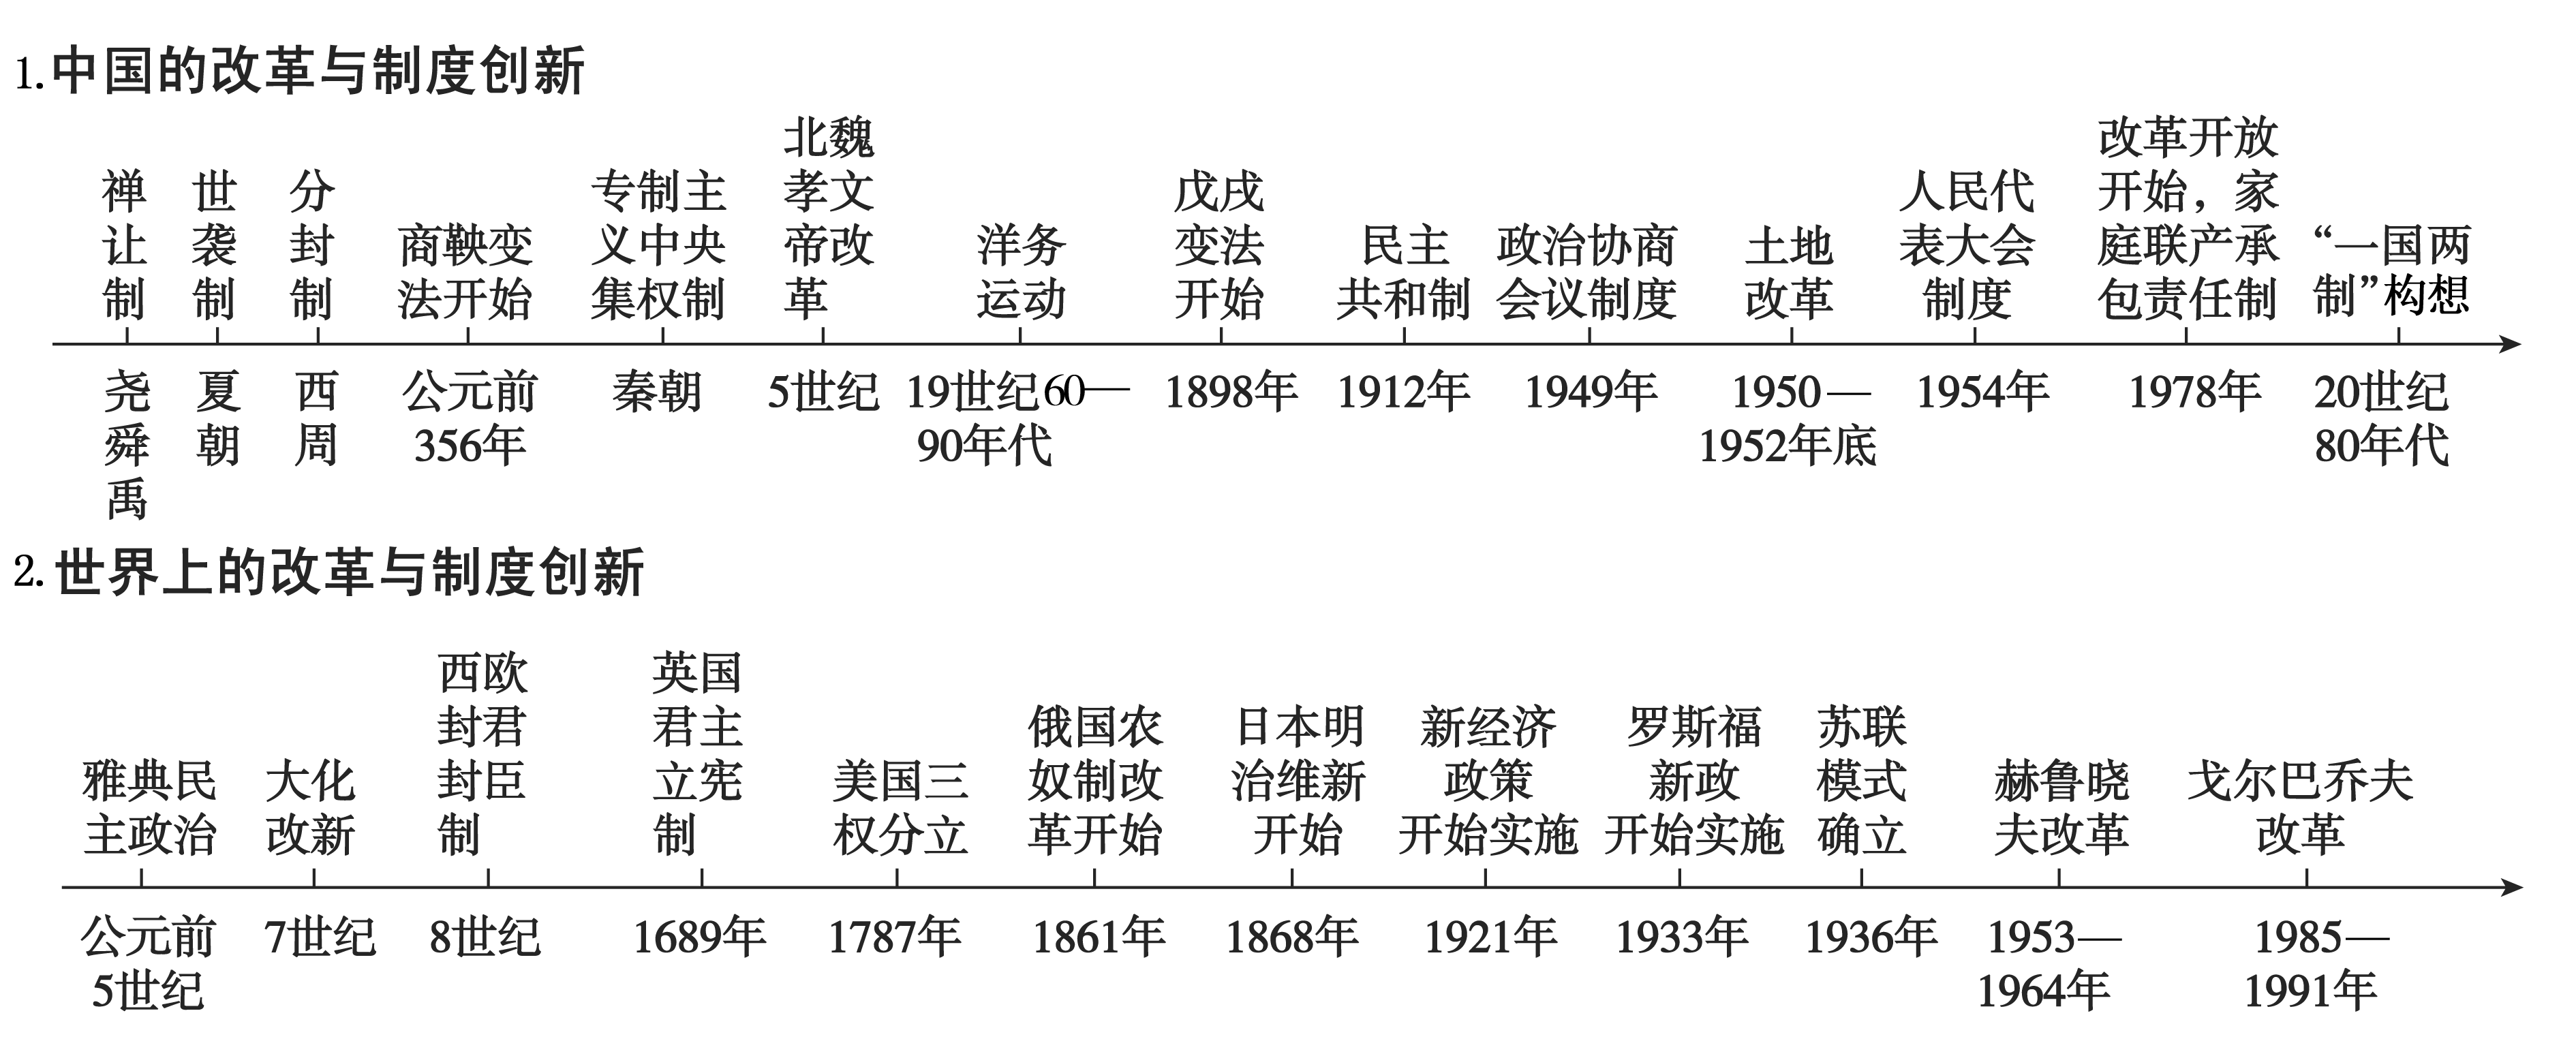 1.中国的改革与制度创新
禅让制
世袭制
分封制
商鞅变
法开始
专制主
义中央
集权制
北魏
孝文
帝改
革
洋务
运动
戊戌
变法
开始
民主
共和制
政治协商
会议制度
土地
改革
人民代
表大会
制度
改革开放
开始，家
庭联产承
包责任制
“一国两
制”构想
尧舜禹
夏朝
西周
公元前
356年
秦朝
5世纪
19世纪60—
90年代
1898年
1912年
1949年
1950—
1952年底
1954年
1978年
20世纪
80年代
2.世界上的改革与制度创新
雅典民
主政治
大化
改新
西欧
封君
封臣
制
英国
君主
立宪
制
美国三
权分立
俄国农
奴制改
革开始
日本明
治维新
开始
新经济
政策
开始实施
罗斯福
新政
开始实施
苏联
模式
确立
赫鲁晓
夫改革
戈尔巴乔夫
改革
公元前
5世纪
7世纪
8世纪
1689年
1787年
1861年
1868年
1921年
1933年
1936年
1953—
1964年
1985—
1991年